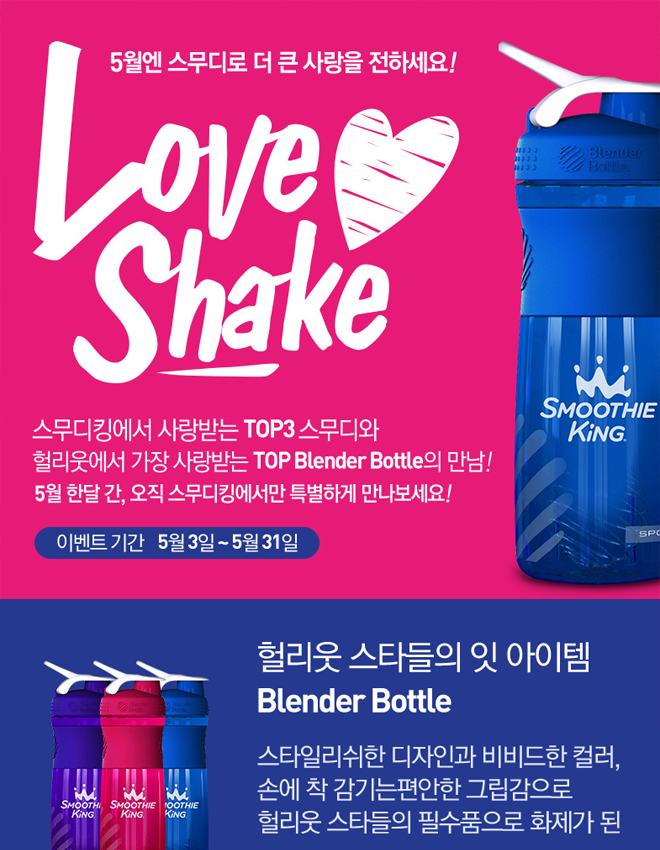 5월엔 스무디로 더 큰 사랑을 전하세요!
Love
Shake
Blender
Bottle
SMOOTHIE
KING
스무디킹에서 사랑받는 TOP3 스무디와
헐리웃에서 가장 사랑받는 TOP Blender Bottle의 만남!
5월 한달 간, 오직 스무디킹에서만 특별하게 만나보세요!
SPO
이벤트 기간 5월 3일 ~ 5월 31일
헐리웃 스타들의 잇 아이템
Blender Bottle
스타일리쉬한 디자인과 비비드한 컬러,
손에 착 감기는편안한 그립감으로
헐리웃 스타들의 필수품으로 화제가 된
SMOOTHIE
KING
SMOOTHIE
KING
THIE
NG